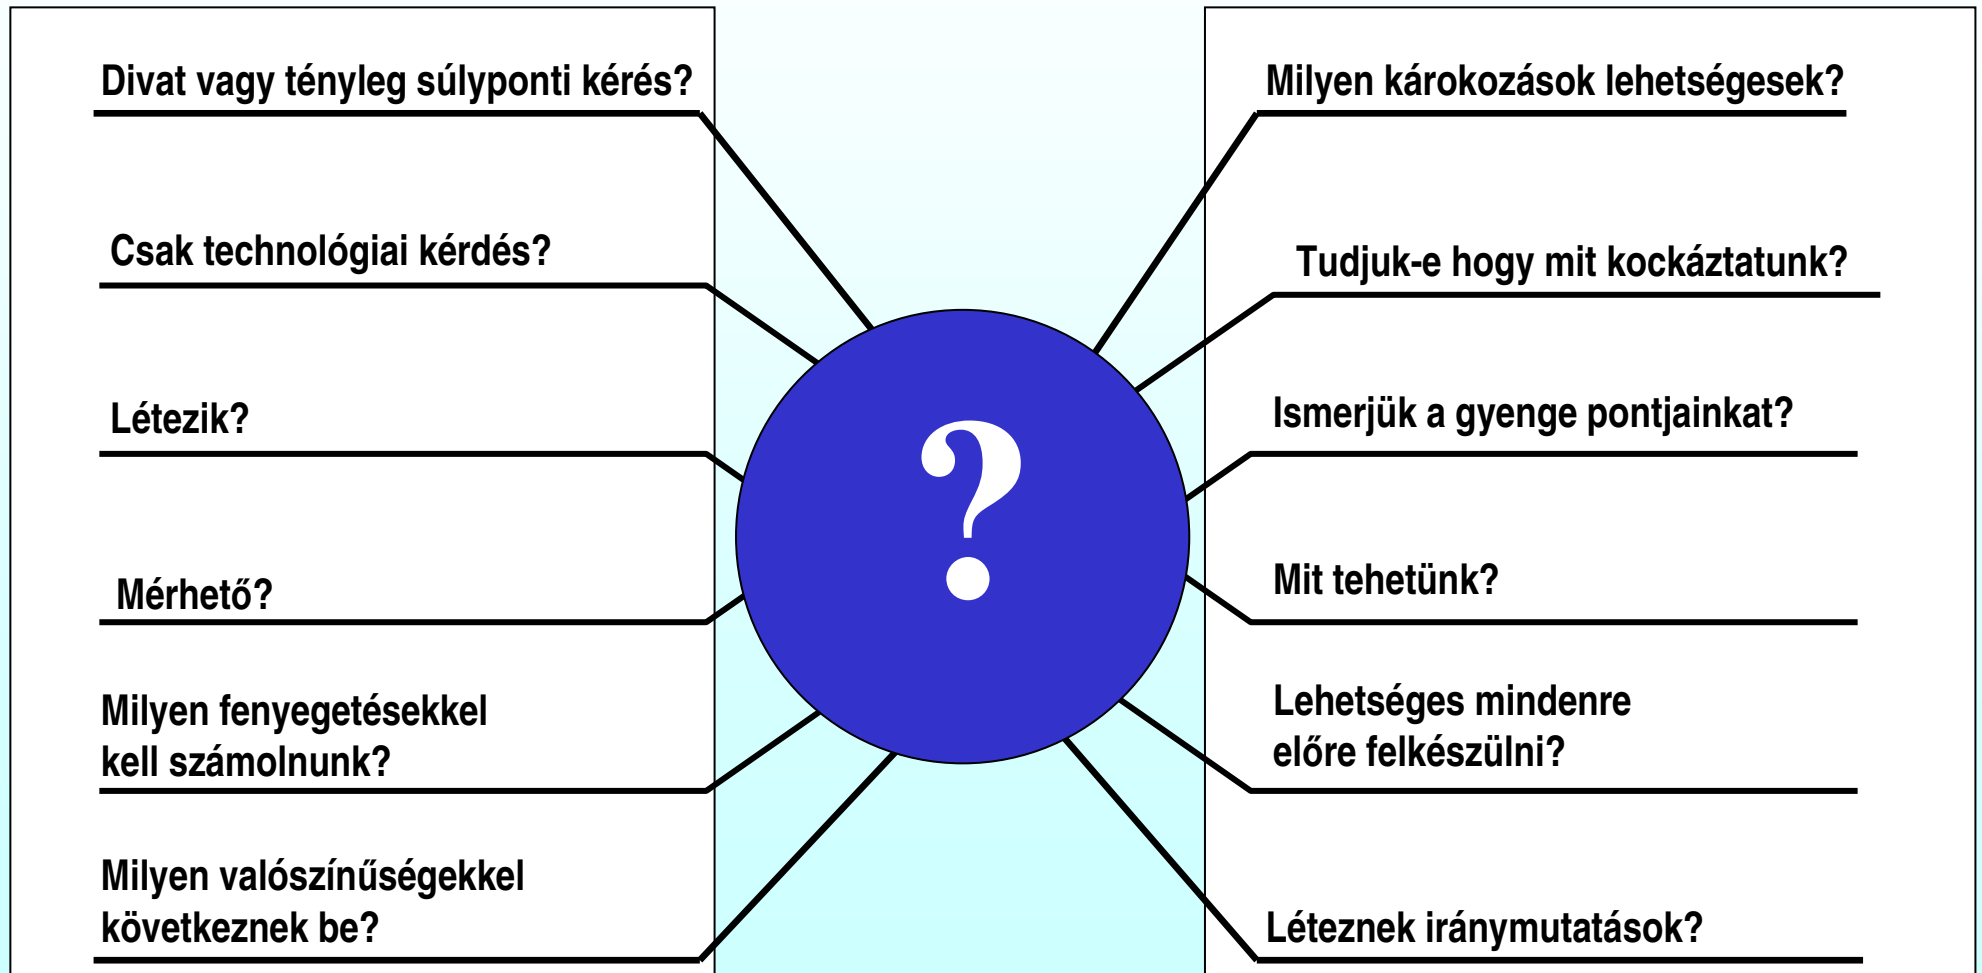 Divat vagy tényleg súlyponti kérés?
Csak technológiai kérdés?
Létezik?
Mérhető?
Milyen fenyegetésekkel
kell számolnunk?
Milyen valószínűségekkel
következnek be?
?
Milyen károkozások lehetségesek?
Tudjuk-e hogy mit kockáztatunk?
Ismerjük a gyenge pontjainkat?
Mit tehetünk?
Lehetséges mindenre
előre felkészülni?
Léteznek iránymutatások?